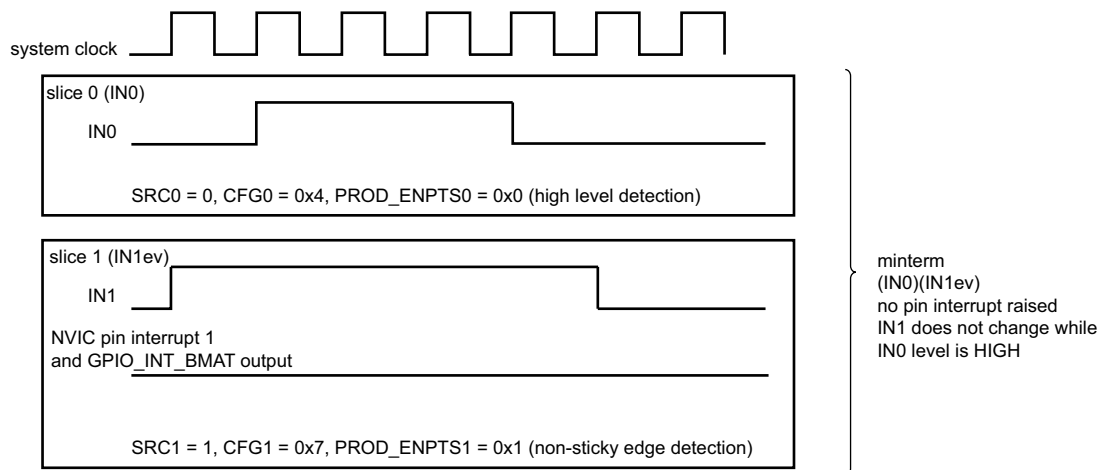 system clock
slice 0 (IN0)
IN0
SRC0 = 0, CFG0 = 0x4, PROD_ENPTS0 = 0x0 (high level detection)
slice 1 (IN1ev)
IN1
NVIC pin interrupt 1
and GPIO_INT_BMAT output
SRC1 = 1, CFG1 = 0x7, PROD_ENPTS1 = 0x1 (non-sticky edge detection)
minterm
(IN0)(IN1ev)
no pin interrupt raised
IN1 does not change while
IN0 level is HIGH